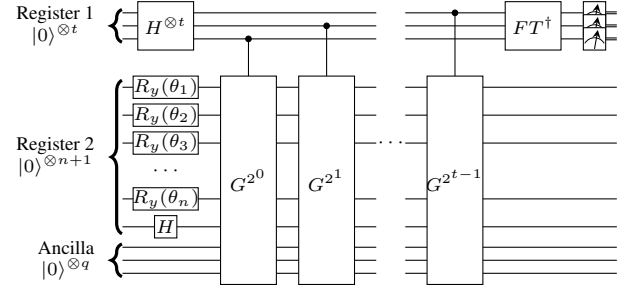 Register 1
|0⟩^{⊗t}
H^{⊗t}
FT^†
Register 2
|0⟩^{⊗n+1}
R_y(θ_1)
R_y(θ_2)
R_y(θ_3)
· · ·
R_y(θ_n)
H
G^{2^0}
G^{2^1}
· · ·
G^{2^{t−1}}
Ancilla
|0⟩^{⊗q}